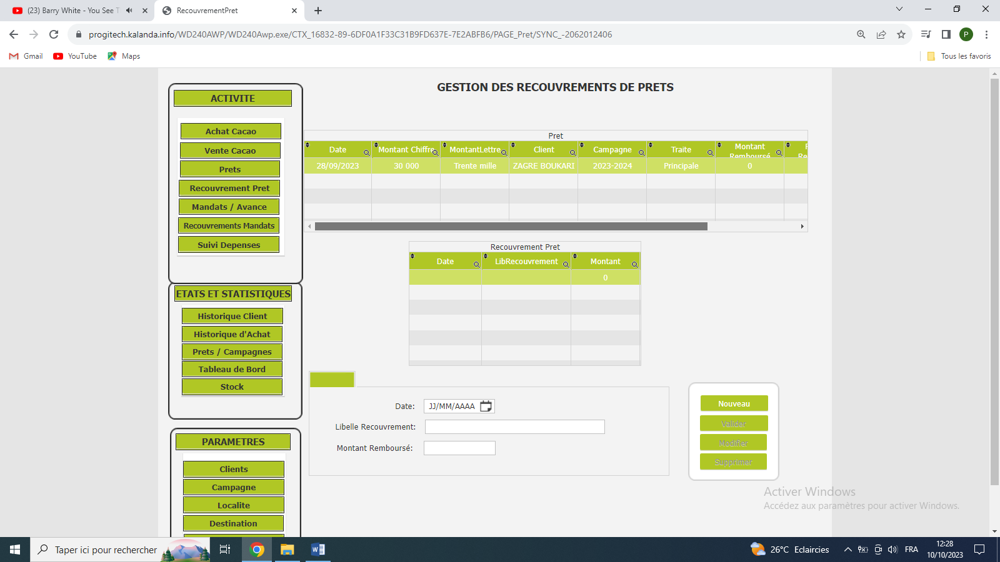 (23) Barry White - You See T
RecouvrementPret
progitech.kalanda.info/WD240AWP/WD240Awp.exe/CTX_16832-89-6DF0A1F33C31B9FD637E-7E2ABFB6/PAGE_Pret/SYNC_-2062012406
P
Gmail
YouTube
Maps
Tous les favoris
GESTION DES RECOUVREMENTS DE PRETS
ACTIVITE
Achat Cacao
Vente Cacao
Prets
Recouvrement Pret
Mandats / Avance
Recouvrements Mandats
Suivi Depenses
ETATS ET STATISTIQUES
Historique Client
Historique d'Achat
Prets / Campagnes
Tableau de Bord
Stock
PARAMETRES
Clients
Campagne
Localite
Destination
Pret
Date Montant Chiffre MontantLettre Client Campagne Traite Montant Remboursé
28/09/2023 30 000 Trente mille ZAGRE BOUKARI 2023-2024 Principale 0
Recouvrement Pret
Date LibRecouvrement Montant
0
Date: JJ/MM/AAAA
Libelle Recouvrement:
Montant Remboursé:
Nouveau
Valider
Modifier
Supprimer
Activer Windows
Accédez aux paramètres pour activer Windows.
Taper ici pour rechercher
26°C Eclaircies
FRA
12:28
10/10/2023